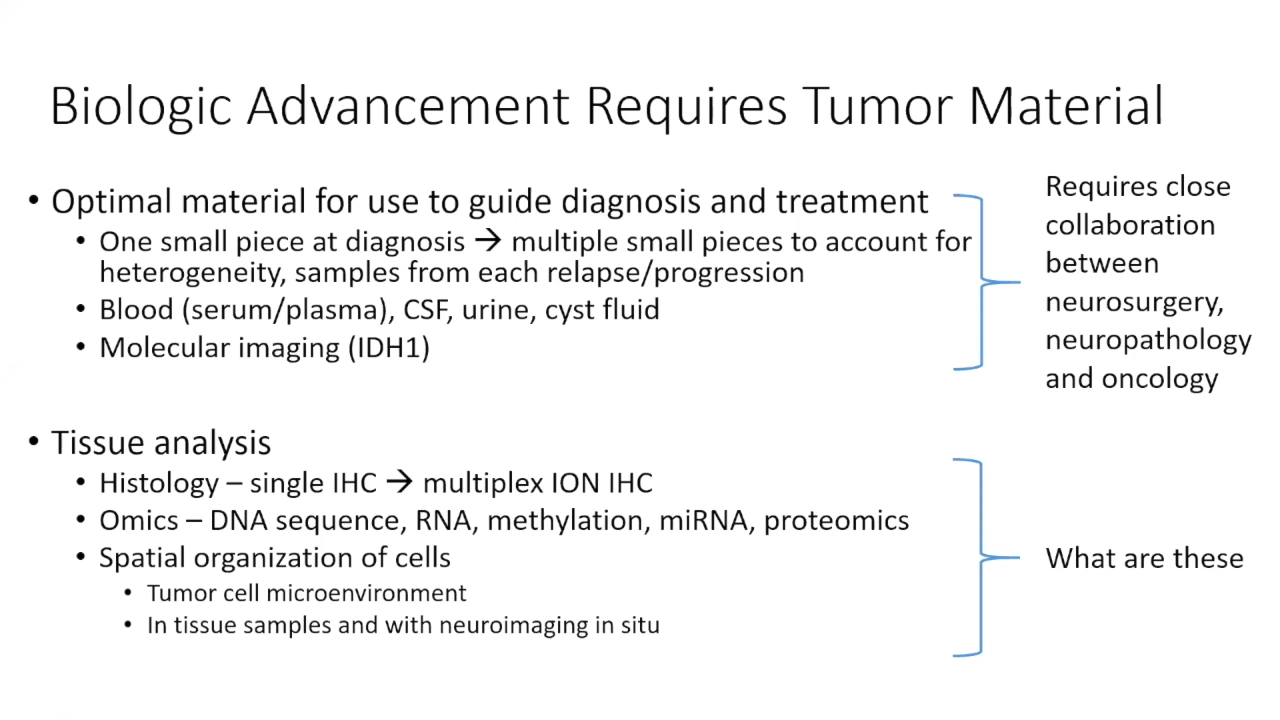 Biologic Advancement Requires Tumor Material
• Optimal material for use to guide diagnosis and treatment
• One small piece at diagnosis → multiple small pieces to account for
heterogeneity, samples from each relapse/progression
• Blood (serum/plasma), CSF, urine, cyst fluid
• Molecular imaging (IDH1)
Requires close
collaboration
between
neurosurgery,
neuropathology
and oncology
• Tissue analysis
• Histology – single IHC → multiplex ION IHC
• Omics – DNA sequence, RNA, methylation, miRNA, proteomics
• Spatial organization of cells
• Tumor cell microenvironment
• In tissue samples and with neuroimaging in situ
What are these